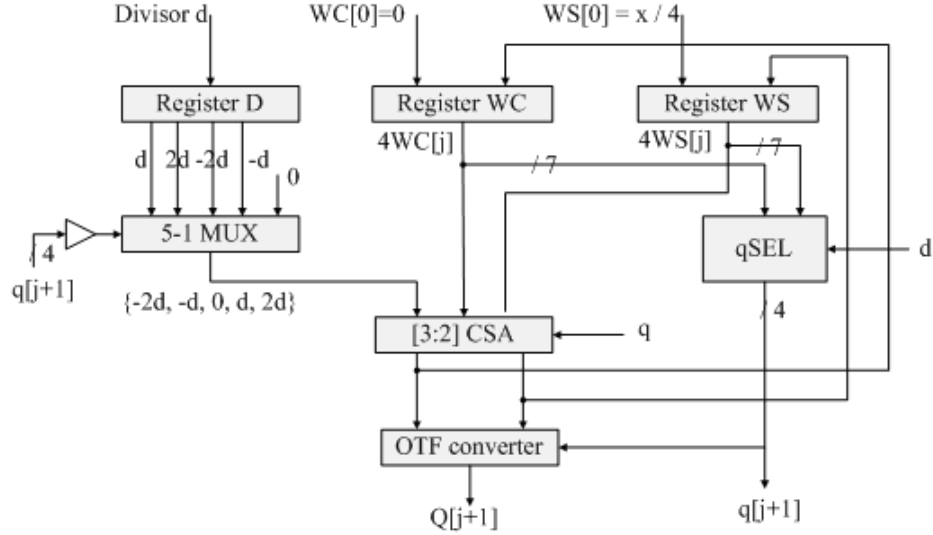 Divisor d
WC[0]=0
WS[0] = x / 4
Register D
Register WC
Register WS
4WC[j]
4WS[j]
d
2d
-2d
-d
/ 7
/ 7
0
5-1 MUX
qSEL
d
/ 4
q[j+1]
{-2d, -d, 0, d, 2d}
/ 4
[3:2] CSA
q
OTF converter
Q[j+1]
q[j+1]